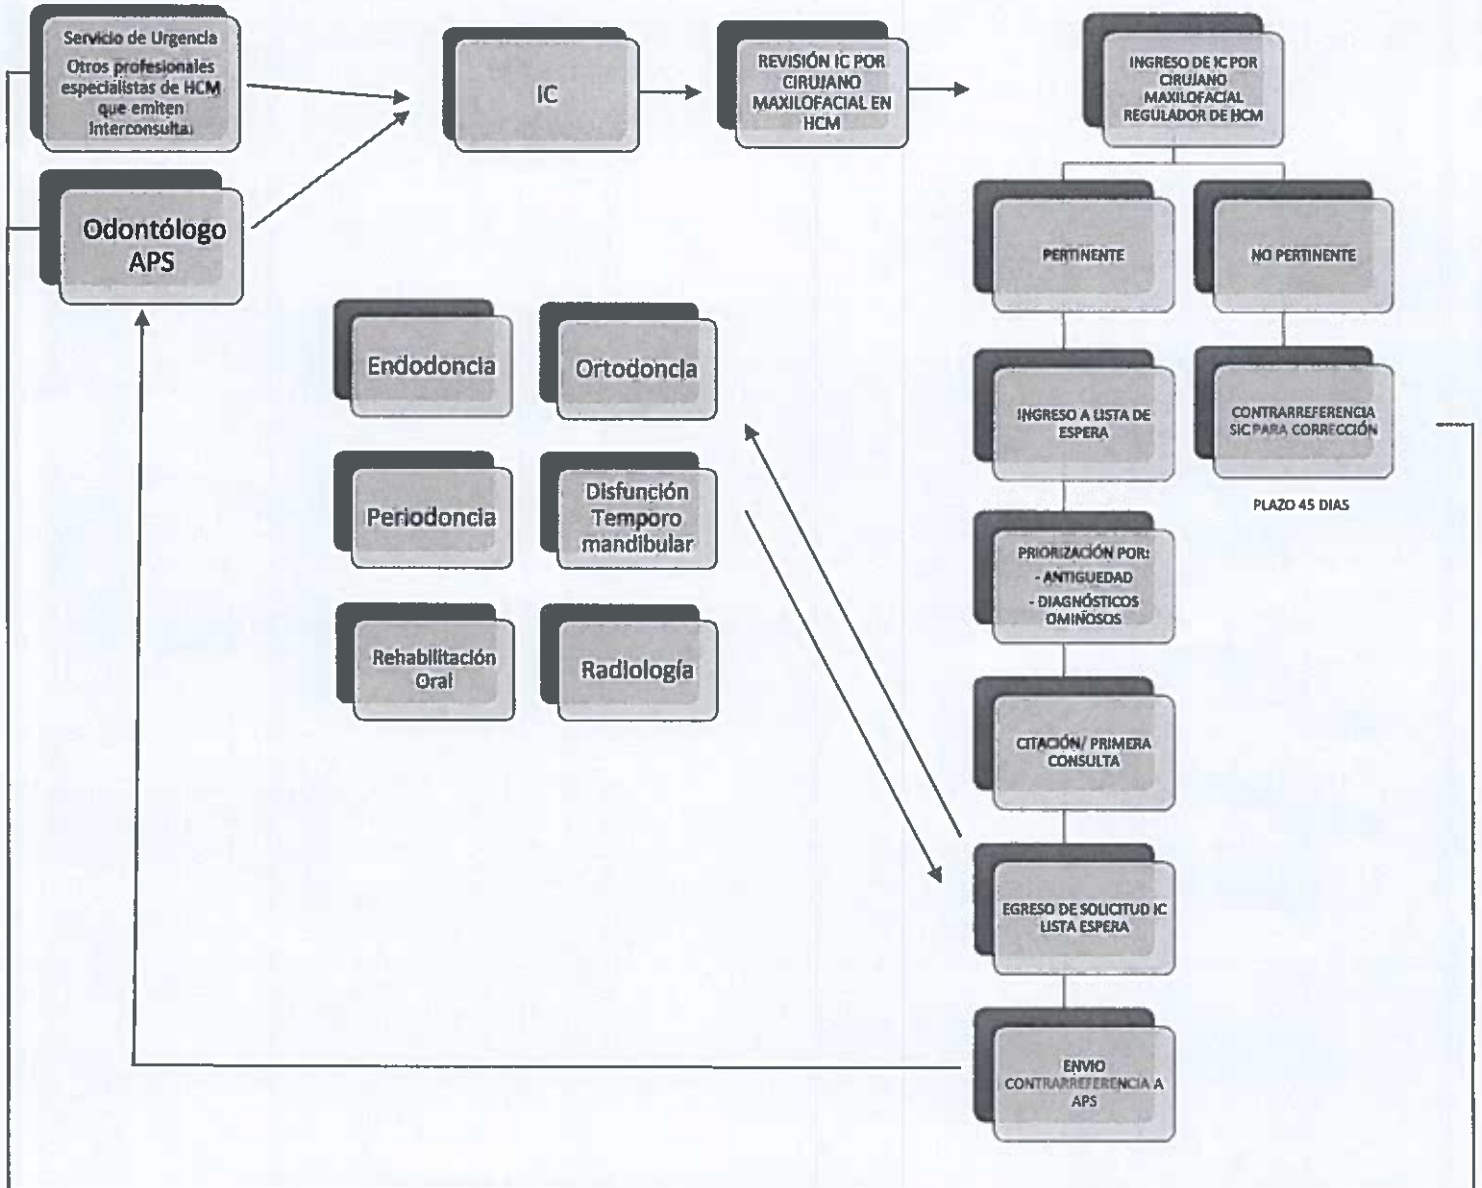 Servicio de Urgencia
Otros profesionales
especialistas de HCM
que emiten
Interconsulta.
Odontólogo
APS
IC
REVISIÓN IC POR
CIRUJANO
MAXILOFACIAL EN
HCM
INGRESO DE IC POR
CIRUJANO
MAXILOFACIAL
REGULADOR DE HCM
PERTINENTE
NO PERTINENTE
INGRESO A LISTA DE
ESPERA
CONTRARREFERENCIA
SIC PARA CORRECCIÓN
PLAZO 45 DIAS
PRIORIZACIÓN POR:
- ANTIGUEDAD
- DIAGNÓSTICOS
OMINOSOS
CITACIÓN/ PRIMERA
CONSULTA
EGRESO DE SOLICITUD IC
LISTA ESPERA
ENVIO
CONTRARREFERENCIA A
APS
Endodoncia
Ortodoncia
Periodoncia
Disfunción
Temporo
mandibular
Rehabilitación
Oral
Radiología